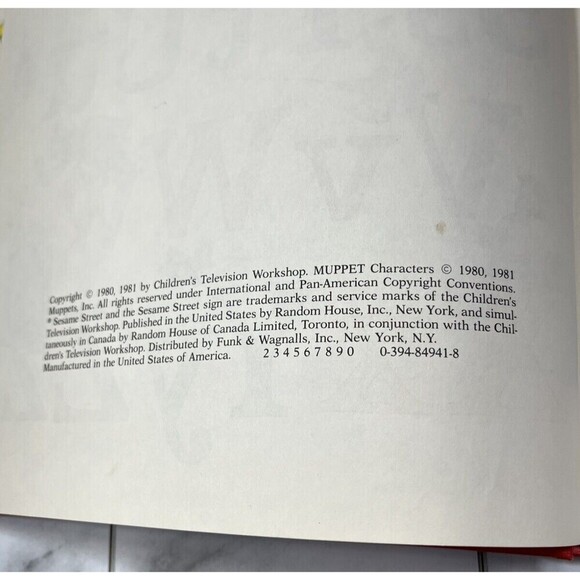 Copyright © 1980, 1981 by Children's Television Workshop. MUPPET Characters © 1980, 1981
Muppets, Inc. All rights reserved under International and Pan-American Copyright Conventions.
* Sesame Street and the Sesame Street sign are trademarks and service marks of the Children's
Television Workshop. Published in the United States by Random House, Inc., New York, and simul-
taneously in Canada by Random House of Canada Limited, Toronto, in conjunction with the Chil-
dren's Television Workshop. Distributed by Funk & Wagnalls, Inc., New York, N.Y.
Manufactured in the United States of America. 2 3 4 5 6 7 8 9 0 0-394-84941-8